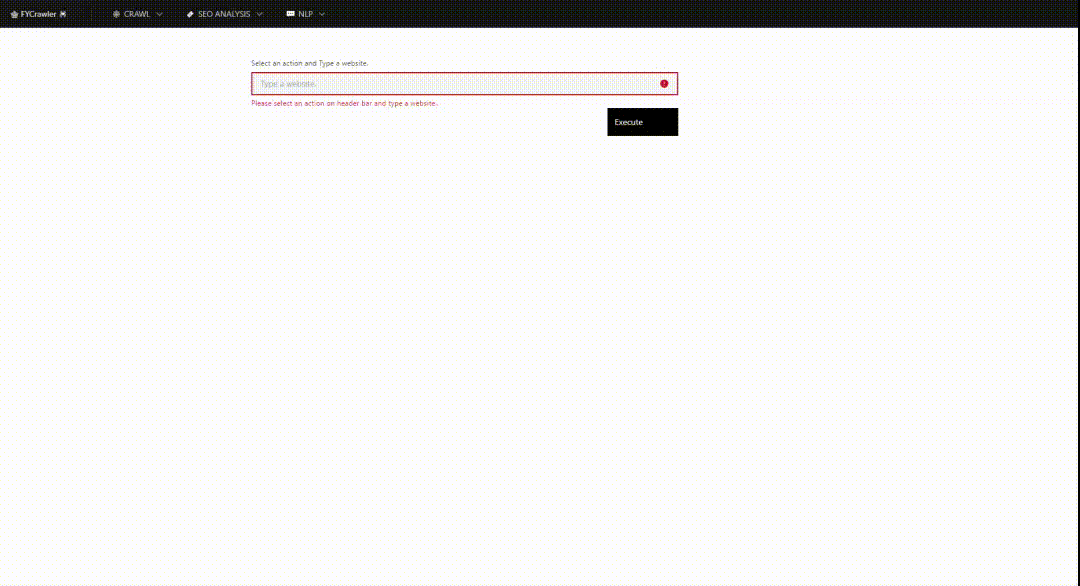 FYCrawler
CRAWL
SEO ANALYSIS
NLP
Select an action and Type a website.
Type a website.
Please select an action on header bar and type a website.
Execute